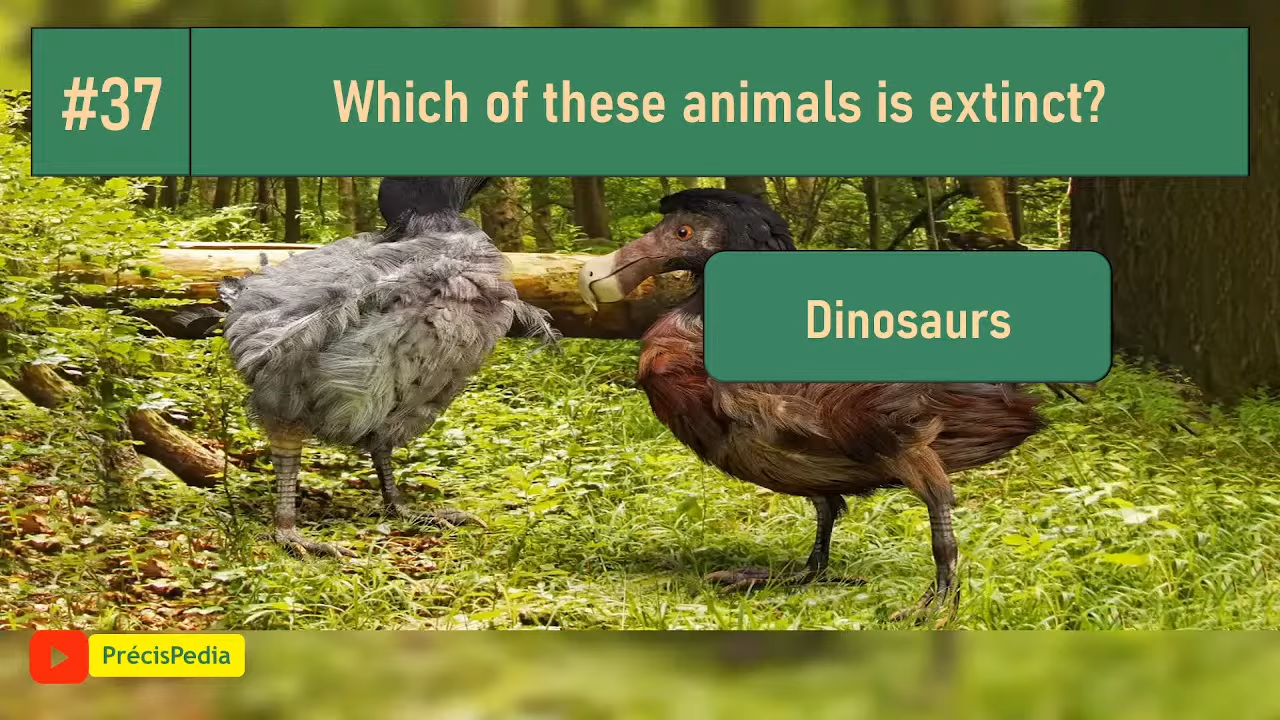 #37
Which of these animals is extinct?
Dinosaurs
PrécisPedia